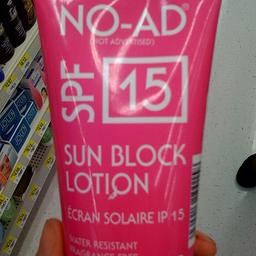 NO-AD®
(NOT ADVERTISED)
SPF 15
SUN BLOCK
LOTION
ÉCRAN SOLAIRE IP 15
WATER RESISTANT
FRAGRANCE FREE